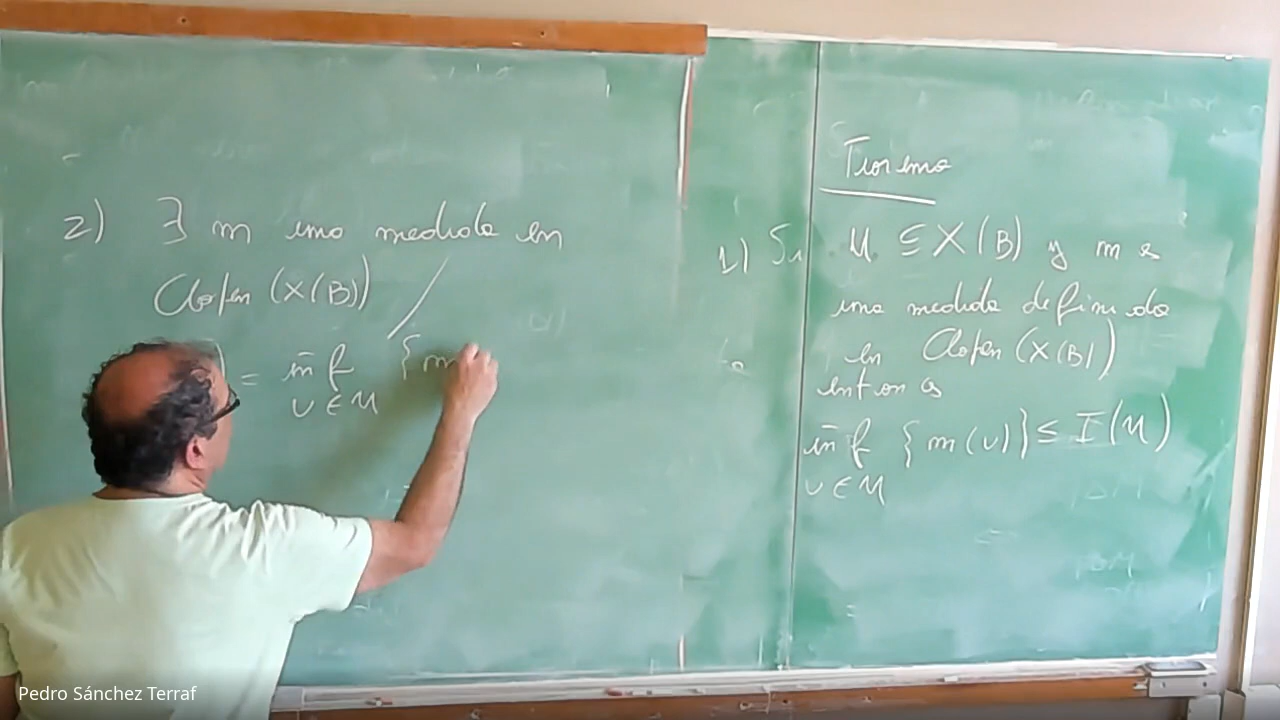 Teorema
1) Si U ⊆ X(B) y m es
una medida definida
en Clopen (X(B))
entonces
inf { m(U)} ≤ I(U)
U ∈ U
2) ∃ m una medida en
Clopen (X(B)) /
) = inf { m
U ∈ U
Pedro Sánchez Terraf